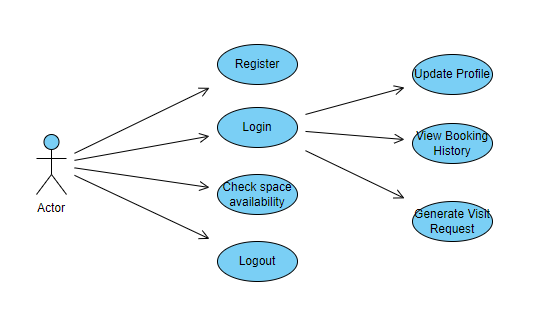 Register
Update Profile
Login
View Booking
History
Check space
availability
Actor
Generate Visit
Request
Logout